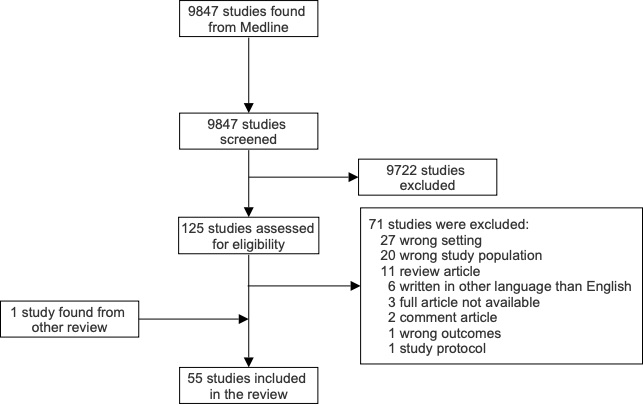 9847 studies found
from Medline
9847 studies
screened
9722 studies
excluded
125 studies assessed
for eligibility
71 studies were excluded:
27 wrong setting
20 wrong study population
11 review article
6 written in other language than English
3 full article not available
2 comment article
1 wrong outcomes
1 study protocol
1 study found from
other review
55 studies included
in the review